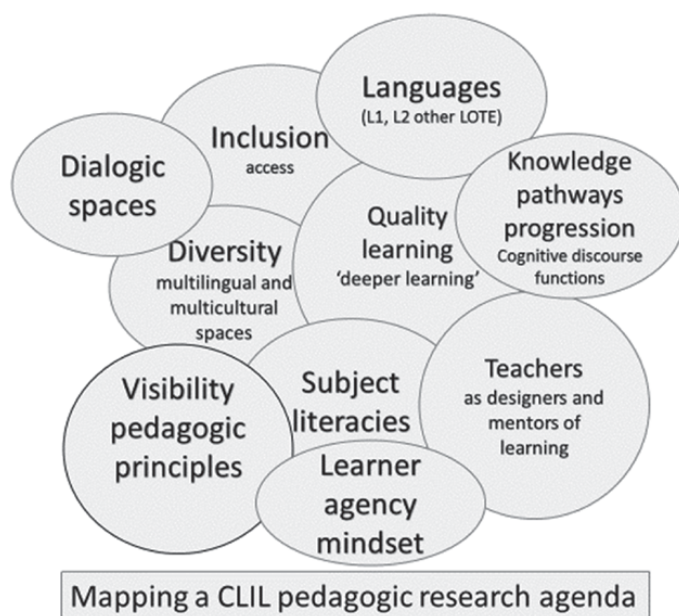 Languages
(L1, L2 other LOTE)
Inclusion
access
Dialogic
spaces
Knowledge
pathways
progression
Cognitive discourse
functions
Quality
learning
'deeper learning'
Diversity
multilingual and
multicultural
spaces
Teachers
as designers and
mentors of
learning
Visibility
pedagogic
principles
Subject
literacies
Learner
agency
mindset
Mapping a CLIL pedagogic research agenda